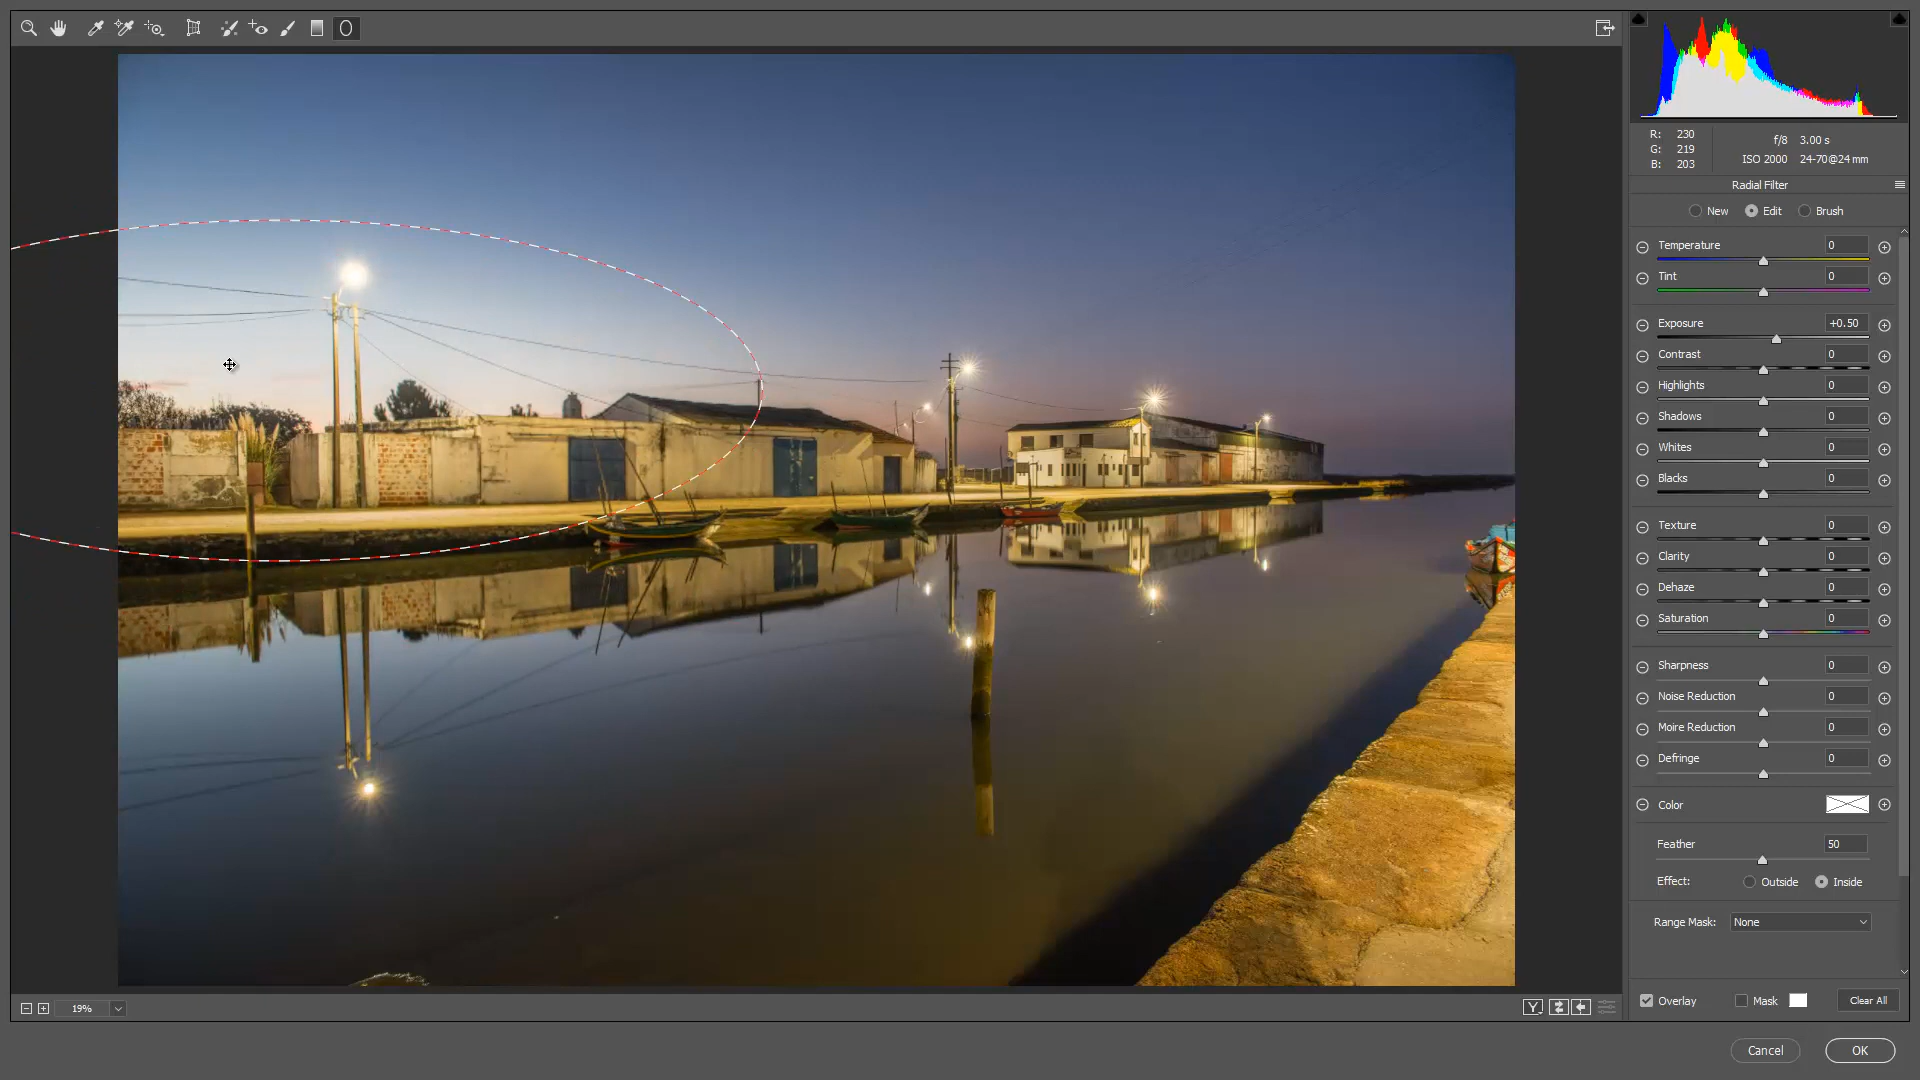 R: 230
G: 219
B: 203
f/8 3.00 s
ISO 2000 24-70@24 mm
Radial Filter
New Edit Brush
Temperature 0
Tint 0
Exposure +0.50
Contrast 0
Highlights 0
Shadows 0
Whites 0
Blacks 0
Texture 0
Clarity 0
Dehaze 0
Saturation 0
Sharpness 0
Noise Reduction 0
Moire Reduction 0
Defringe 0
Color
Feather 50
Effect: Outside Inside
Range Mask: None
Overlay Mask Clear All
19% Y
Cancel OK